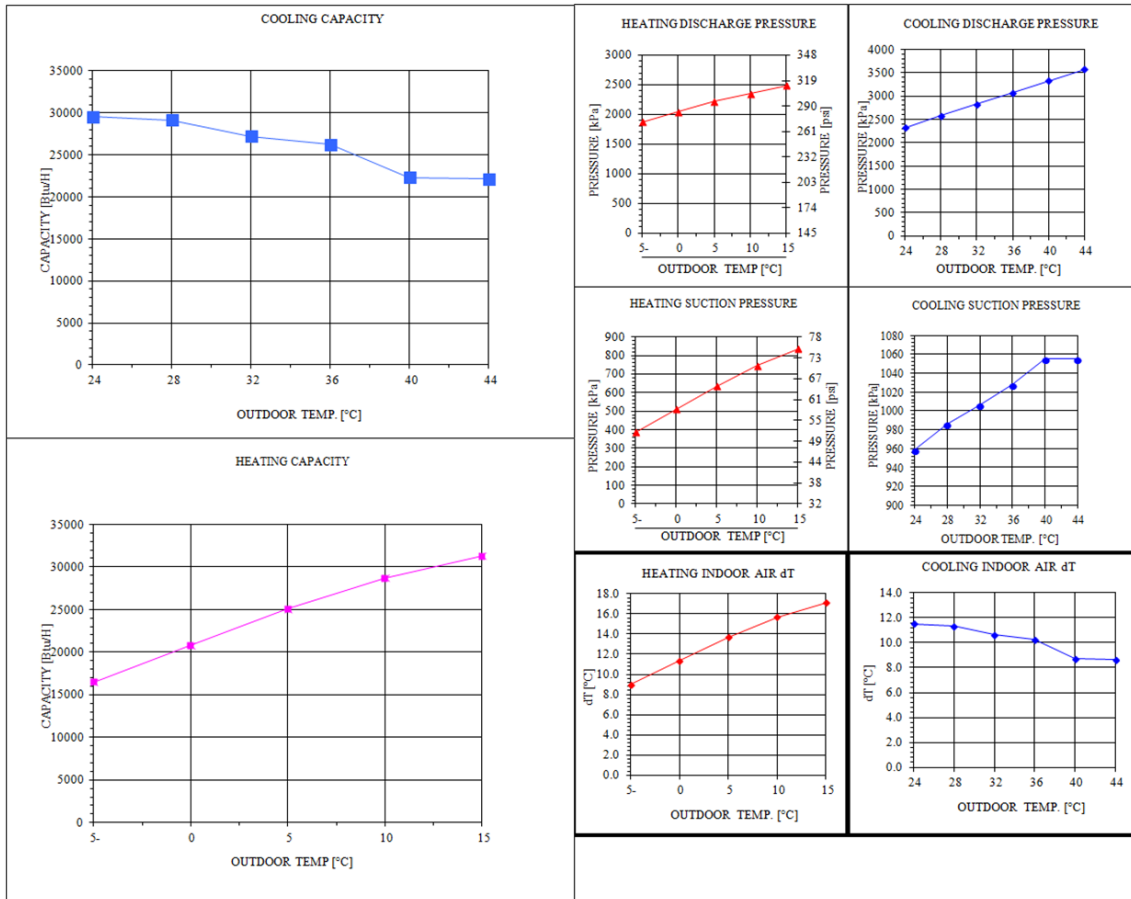 COOLING CAPACITY
CAPACITY [Btu/H]
35000
30000
25000
20000
15000
10000
5000
0
24 28 32 36 40 44
OUTDOOR TEMP. [°C]
HEATING CAPACITY
CAPACITY [Btu/H]
35000
30000
25000
20000
15000
10000
5000
0
5- 0 5 10 15
OUTDOOR TEMP [°C]
HEATING DISCHARGE PRESSURE
PRESSURE [kPa]
3000
2500
2000
1500
1000
500
0
348
319
290
261
232
203
174
145
PRESSURE [psi]
5- 0 5 10 15
OUTDOOR TEMP [°C]
COOLING DISCHARGE PRESSURE
PRESSURE [kPa]
4000
3500
3000
2500
2000
1500
1000
500
0
24 28 32 36 40 44
OUTDOOR TEMP. [°C]
HEATING SUCTION PRESSURE
PRESSURE [kPa]
900
800
700
600
500
400
300
200
100
0
78
73
67
61
55
49
44
38
32
PRESSURE [psi]
5- 0 5 10 15
OUTDOOR TEMP [°C]
COOLING SUCTION PRESSURE
PRESSURE [kPa]
1080
1060
1040
1020
1000
980
960
940
920
900
24 28 32 36 40 44
OUTDOOR TEMP. [°C]
HEATING INDOOR AIR dT
dT [°C]
18.0
16.0
14.0
12.0
10.0
8.0
6.0
4.0
2.0
0.0
5- 0 5 10 15
OUTDOOR TEMP [°C]
COOLING INDOOR AIR dT
dT [°C]
14.0
12.0
10.0
8.0
6.0
4.0
2.0
0.0
24 28 32 36 40 44
OUTDOOR TEMP. [°C]